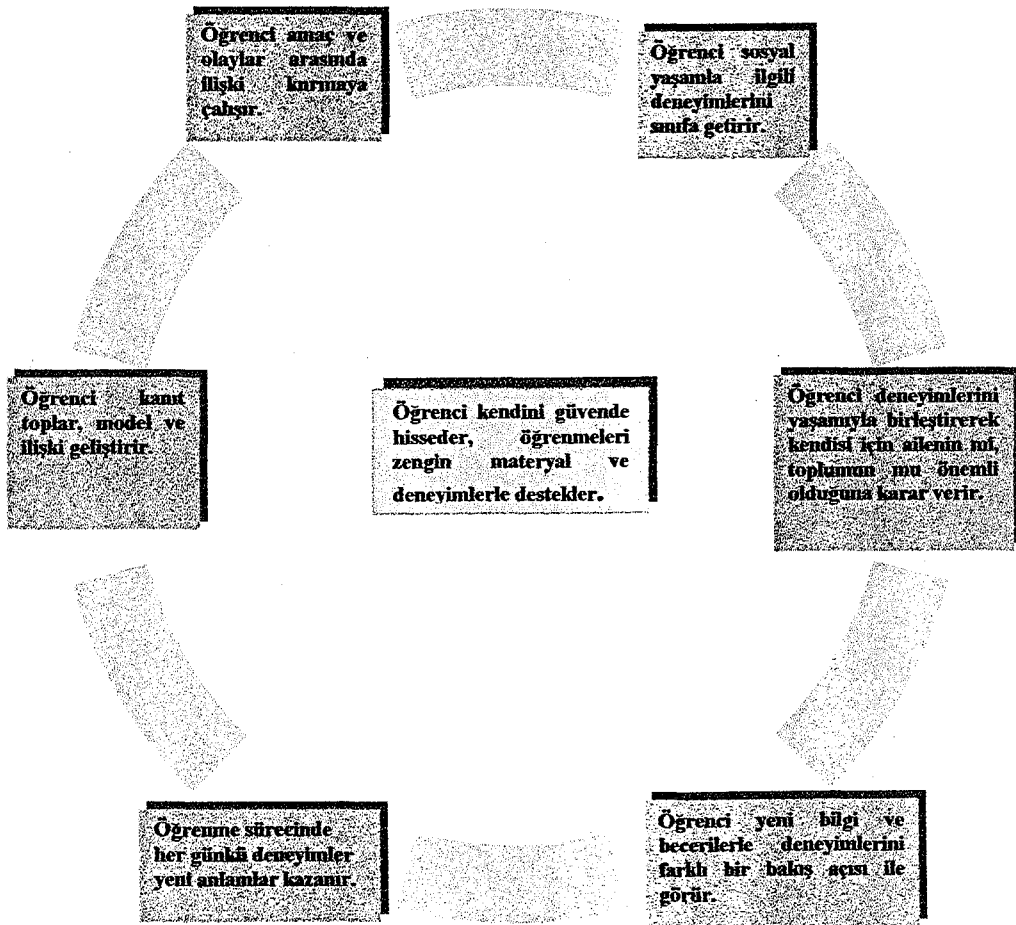 Öğrenci amaç ve
olaylar arasında
ilişki kurmaya
çalışır.
Öğrenci sosyal
yaşamla ilgili
deneyimlerini
sınıfa getirir.
Öğrenci kanıt
toplar, model ve
ilişki geliştirir.
Öğrenci kendini güvende
hisseder, öğrenmeleri
zengin materyal ve
deneyimlerle destekler.
Öğrenci deneyimlerini
yaşamıyla birleştirerek
kendisi için ailenin mi,
toplumun mu önemli
olduğuna karar verir.
Öğrenme sürecinde
her günkü deneyimler
yeni anlamlar kazanır.
Öğrenci yeni bilgi ve
becerilerle deneyimlerini
farklı bir bakış açısı ile
görür.